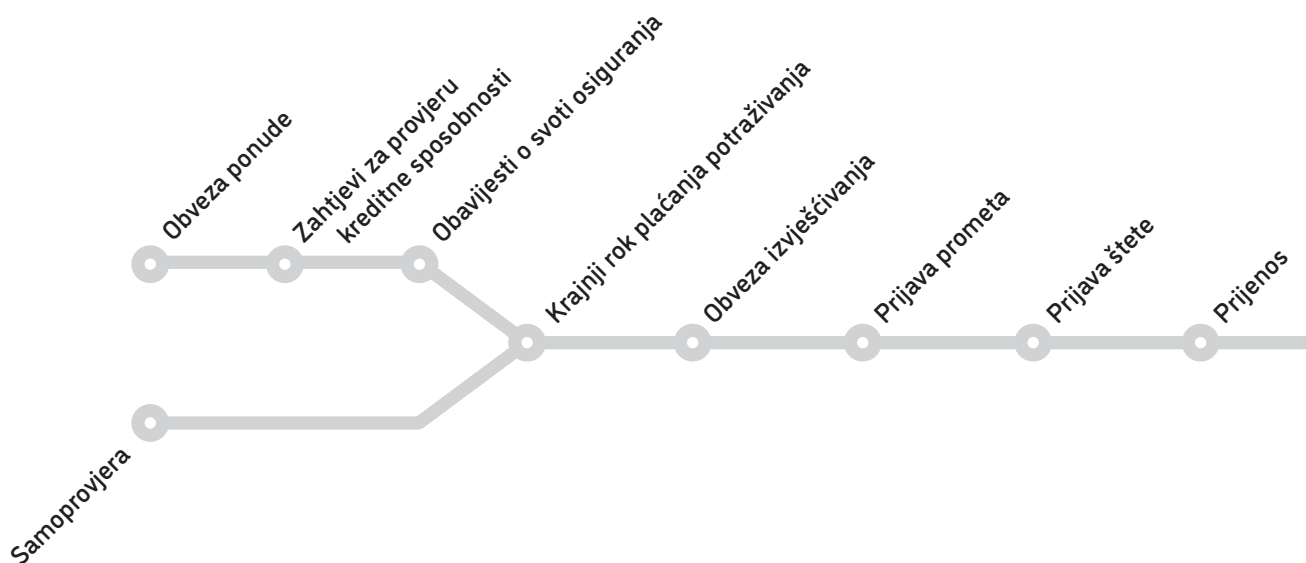 Obveza ponude
Zahtjevi za provjeru
kreditne sposobnosti
Obavijesti o svoti osiguranja
Krajnji rok plaćanja potraživanja
Obveza izvješćivanja
Prijava prometa
Prijava štete
Prijenos
Samoprovjera